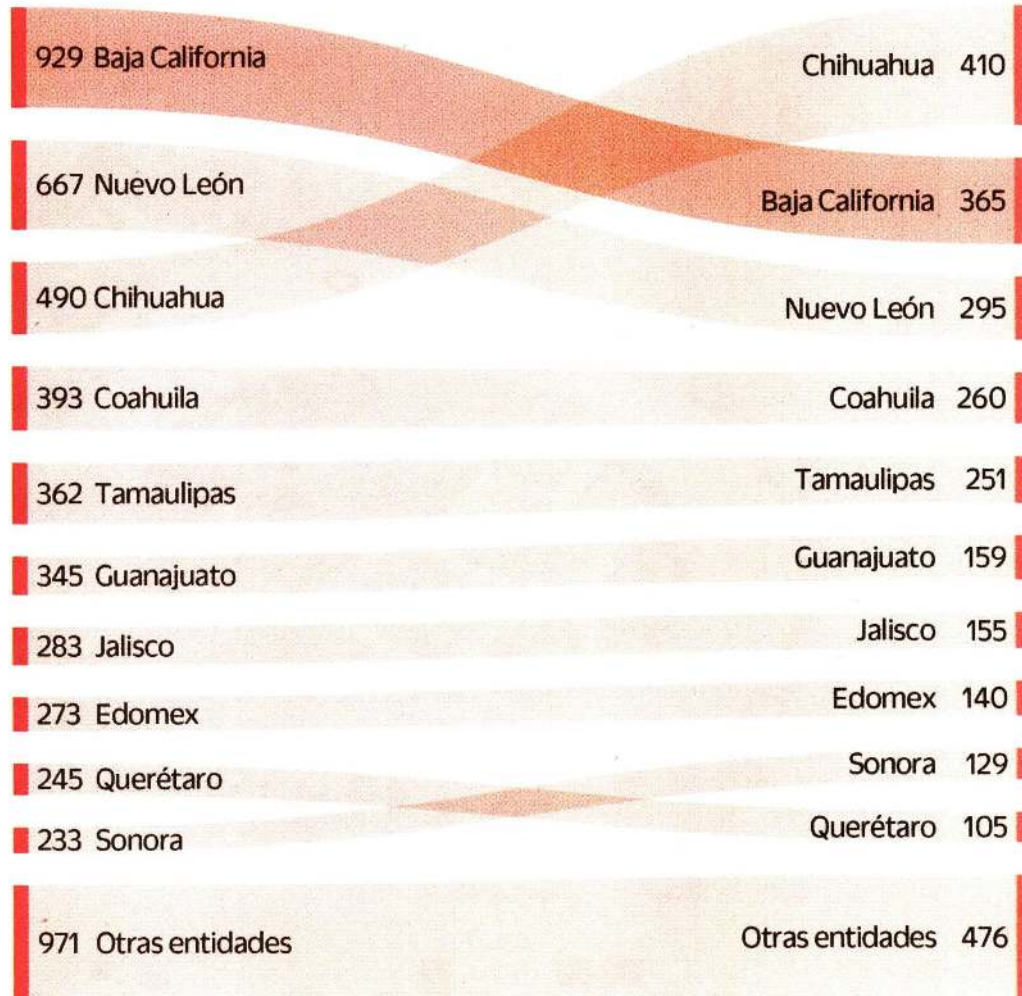 929 Baja California
Chihuahua 410
667 Nuevo León
Baja California 365
490 Chihuahua
Nuevo León 295
393 Coahuila
Coahuila 260
362 Tamaulipas
Tamaulipas 251
345 Guanajuato
Guanajuato 159
283 Jalisco
Jalisco 155
273 Edomex
Edomex 140
245 Querétaro
Sonora 129
233 Sonora
Querétaro 105
971 Otras entidades
Otras entidades 476